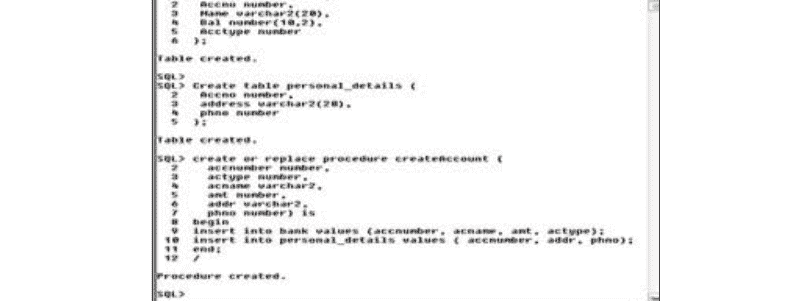 2 Accno number,
3 Name varchar2(20),
4 Bal number(10,2),
5 Acctype number
6 );
Table created.
SQL>
SQL> Create table personal_details (
2 Accno number,
3 address varchar2(20),
4 phno number
5 );
Table created.
SQL> create or replace procedure createAccount (
2 accnumber number,
3 actype number,
4 acname varchar2,
5 amt number,
6 addr varchar2,
7 phno number) is
8 begin
9 insert into bank values (accnumber, acname, amt, actype);
10 insert into personal_details values ( accnumber, addr, phno);
11 end;
12 /
Procedure created.
SQL>